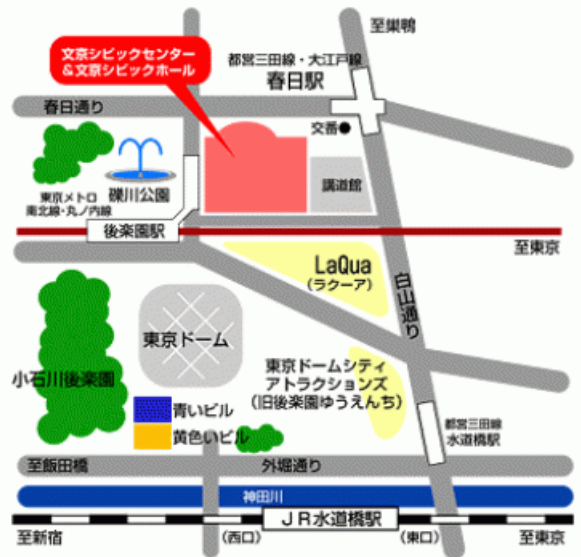 至巣鴨
文京シビックセンター
＆文京シビックホール
都営三田線・大江戸線
春日駅
春日通り
交番●
講道館
礫川公園
東京メトロ
南北線・丸ノ内線
後楽園駅
至東京
LaQua
(ラクーア)
白山通り
東京ドーム
小石川後楽園
東京ドームシティ
アトラクションズ
(旧後楽園ゆうえんち)
青いビル
黄色いビル
都営三田線
水道橋駅
至飯田橋
外堀通り
神田川
ＪＲ水道橋駅
至新宿
(西口)
(東口)
至東京